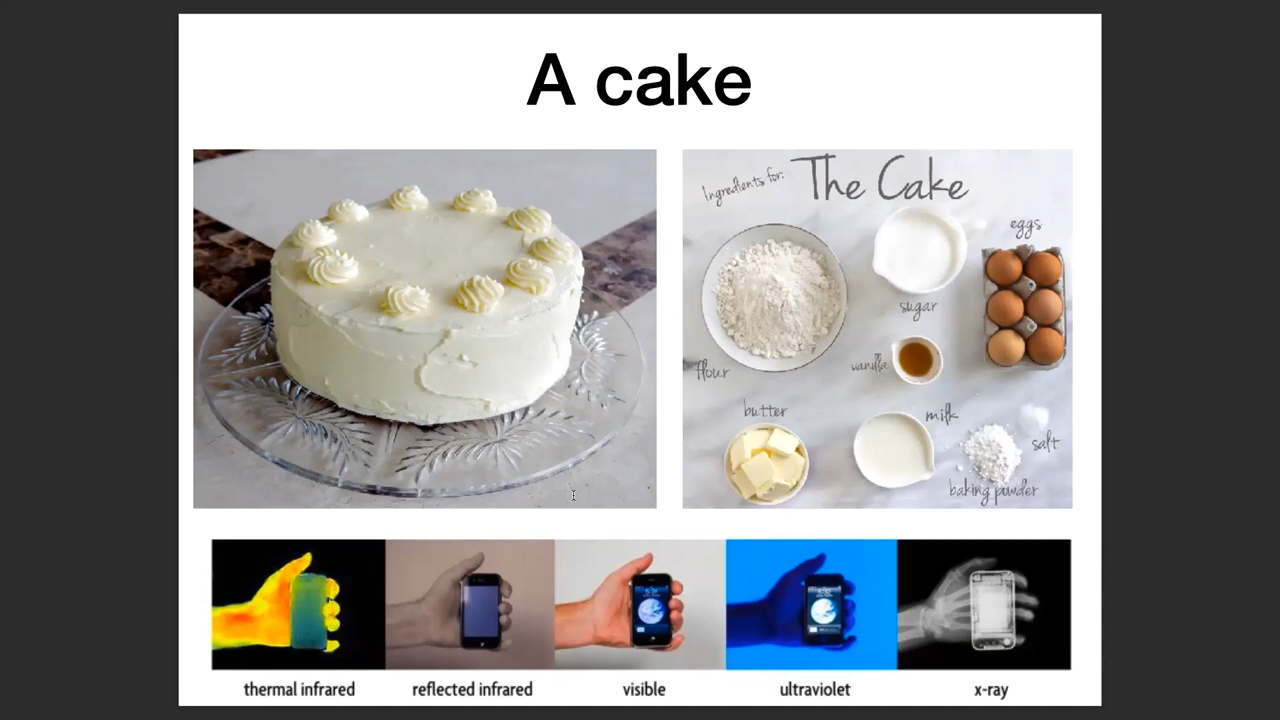 A cake
Ingredients for:
The Cake
eggs
sugar
vanilla
flour
butter
milk
salt
baking powder
thermal infrared
reflected infrared
visible
ultraviolet
x-ray